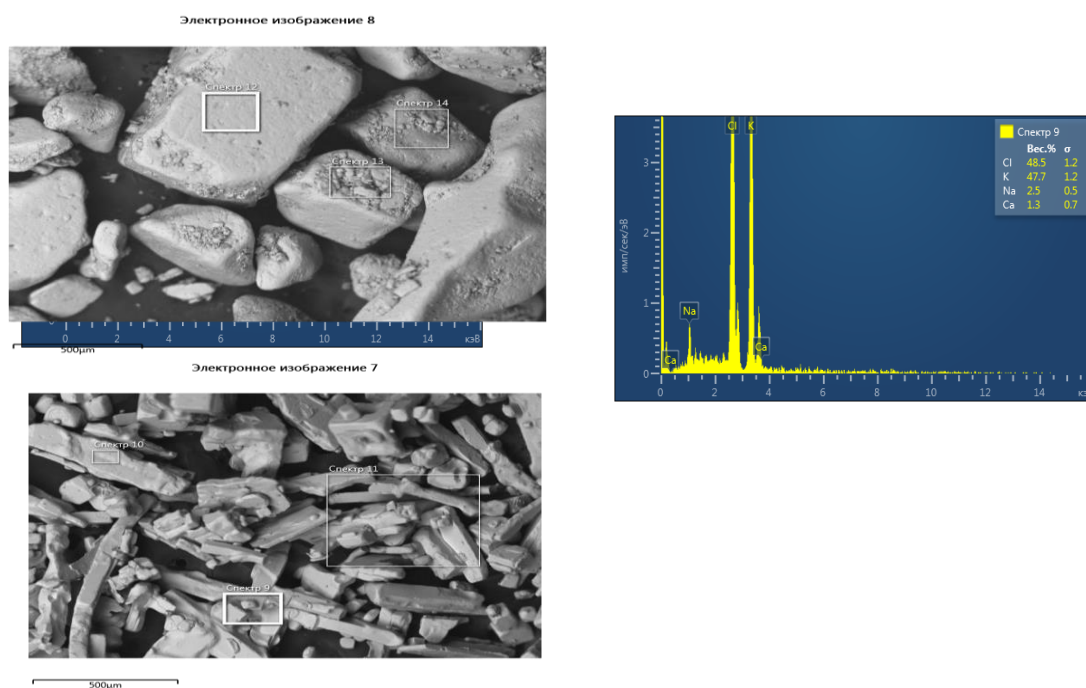 Электронное изображение 8
Спектр 12
Спектр 14
Спектр 13
0 2 4 6 8 10 12 14 кэВ
500µm
Электронное изображение 7
Спектр 10
Спектр 11
Спектр 9
500µm
Cl K
Спектр 9
Вес.% σ
Cl 48.5 1.2
K 47.7 1.2
Na 2.5 0.5
Ca 1.3 0.7
имп/сек/эВ
3
2
1
0
Na
Ca
Ca
0 2 4 6 8 10 12 14